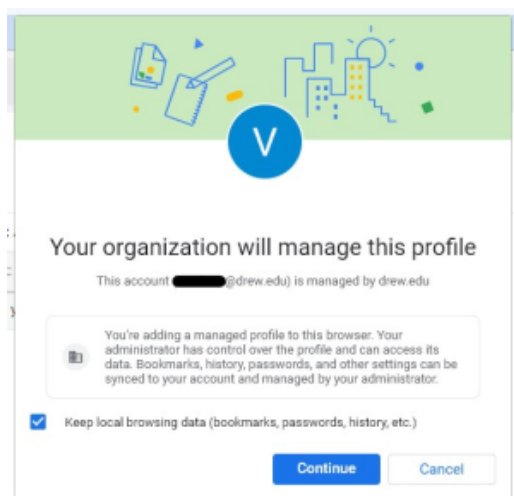 V
Your organization will manage this profile
This account @drew.edu) is managed by drew.edu
You're adding a managed profile to this browser. Your
administrator has control over the profile and can access its
data. Bookmarks, history, passwords, and other settings can be
synced to your account and managed by your administrator.
Keep local browsing data (bookmarks, passwords, history, etc.)
Continue Cancel